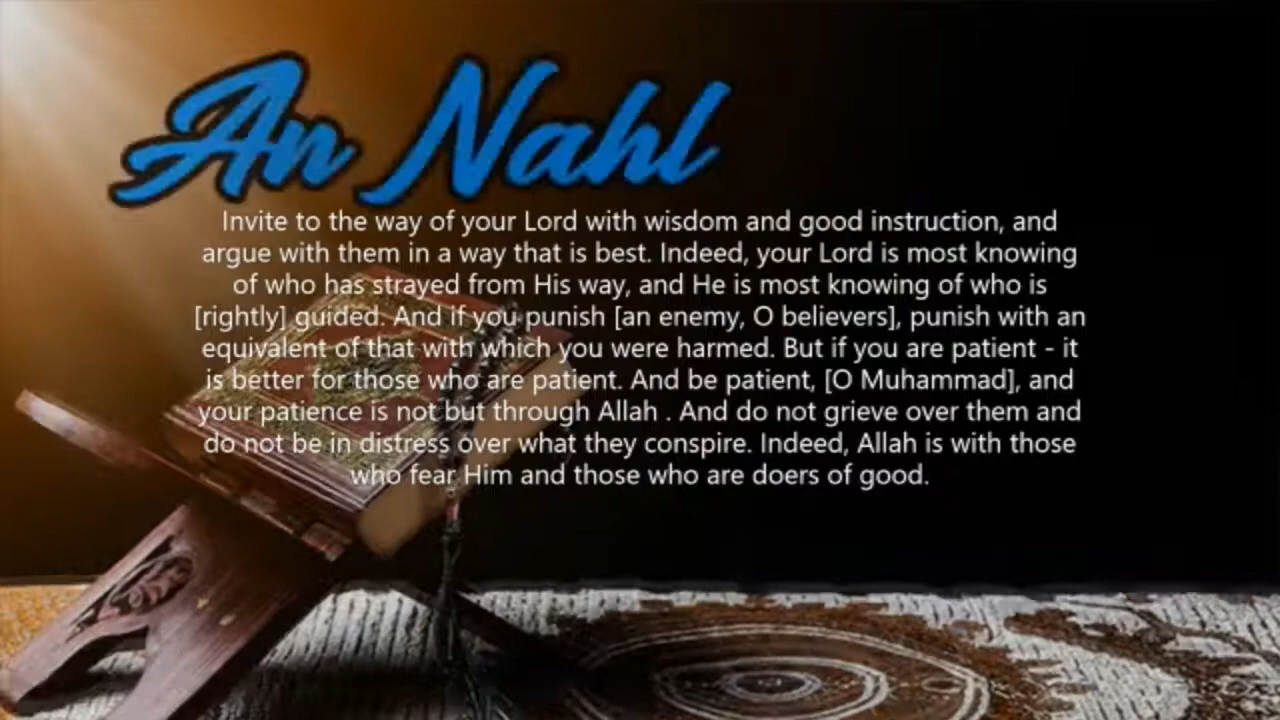 An Nahl
Invite to the way of your Lord with wisdom and good instruction, and
argue with them in a way that is best. Indeed, your Lord is most knowing
of who has strayed from His way, and He is most knowing of who is
[rightly] guided. And if you punish [an enemy, O believers], punish with an
equivalent of that with which you were harmed. But if you are patient - it
is better for those who are patient. And be patient, [O Muhammad], and
your patience is not but through Allah . And do not grieve over them and
do not be in distress over what they conspire. Indeed, Allah is with those
who fear Him and those who are doers of good.